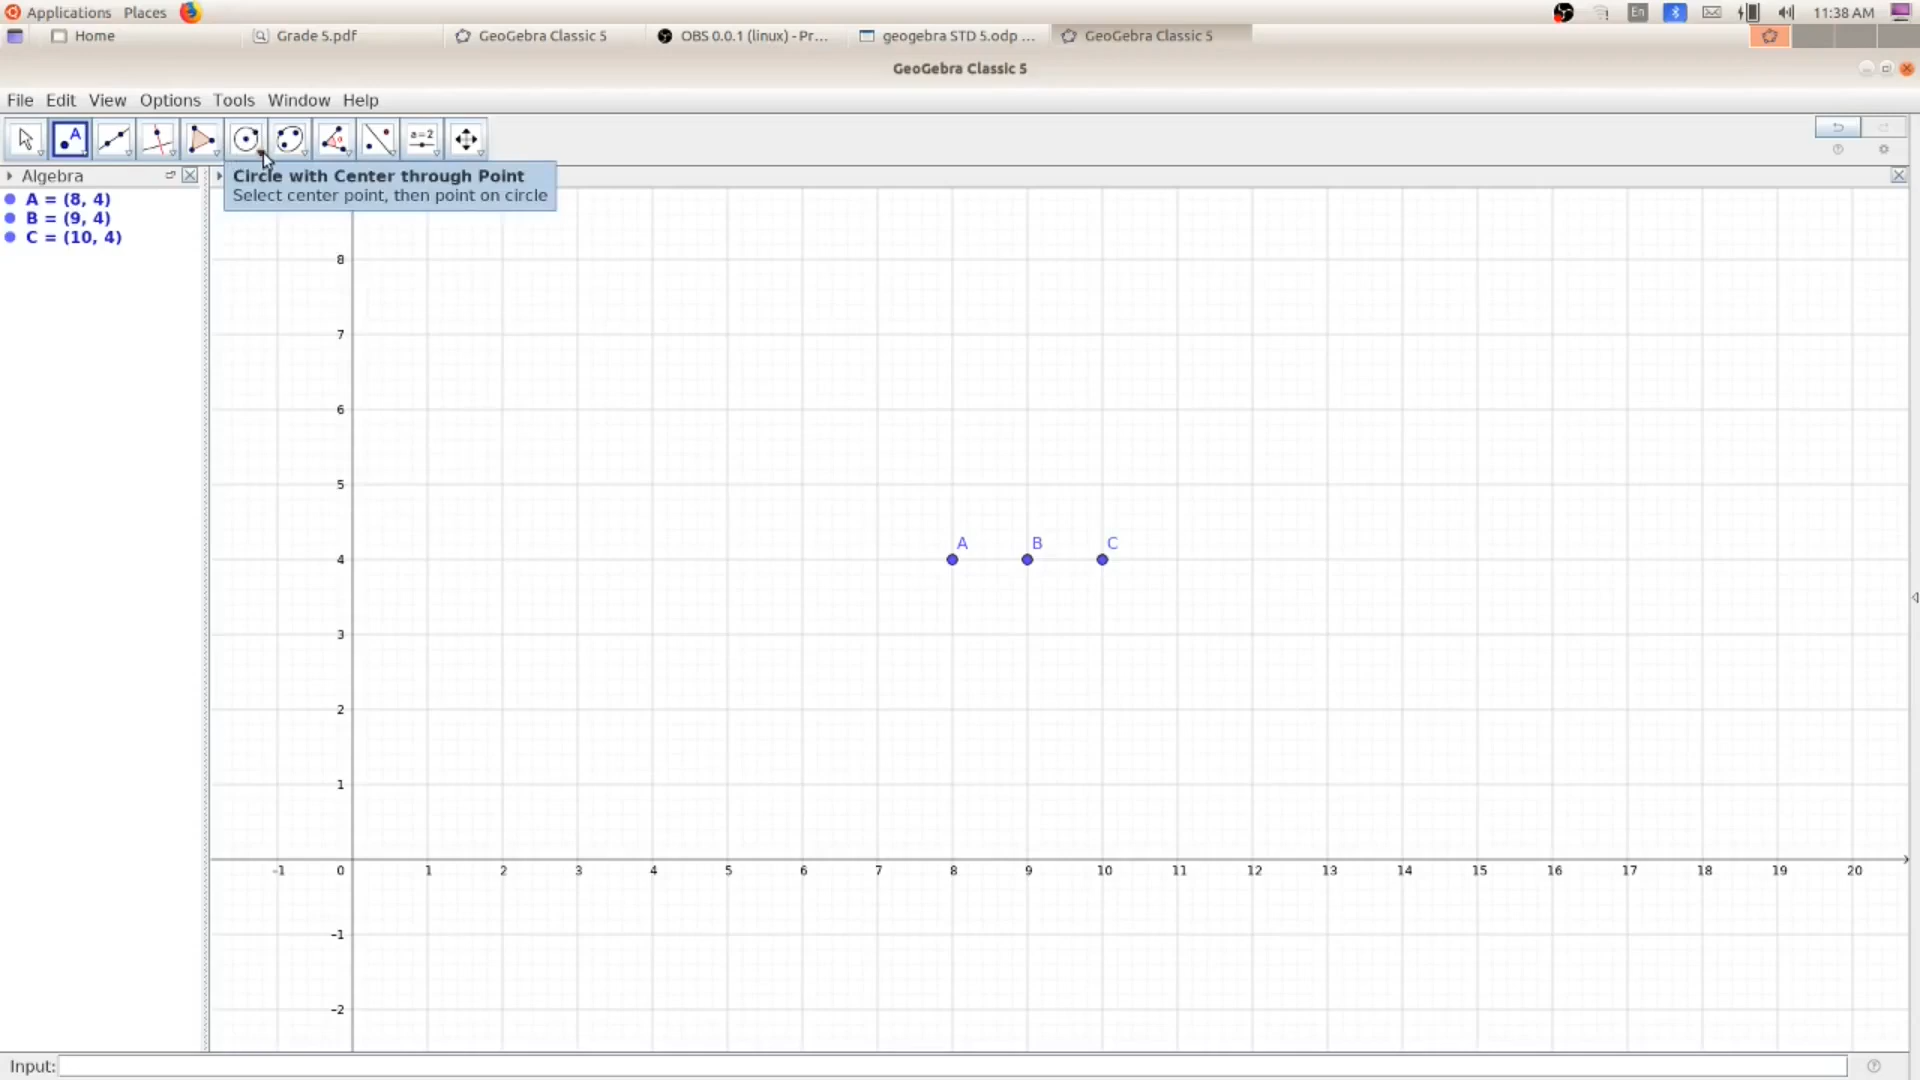 Applications Places 11:38 AM
Home Grade 5.pdf GeoGebra Classic 5 OBS 0.0.1 (linux) - Pr... geogebra STD 5.odp ... GeoGebra Classic 5
GeoGebra Classic 5
File Edit View Options Tools Window Help
A a=2
Algebra
Circle with Center through Point
Select center point, then point on circle
A = (8, 4)
B = (9, 4)
C = (10, 4)
8
7
6
5
A B C
4
3
2
1
-1 0 1 2 3 4 5 6 7 8 9 10 11 12 13 14 15 16 17 18 19 20
-1
-2
Input: